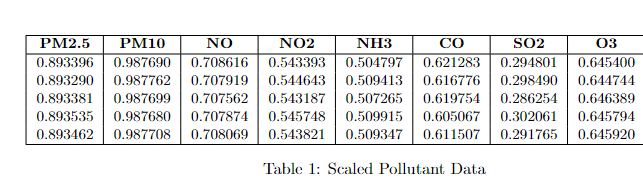 PM2.5 PM10 NO NO2 NH3 CO SO2 O3
0.893396 0.987690 0.708616 0.543393 0.504797 0.621283 0.294801 0.645400
0.893290 0.987762 0.707919 0.544643 0.509413 0.616776 0.298490 0.644744
0.893381 0.987699 0.707562 0.543187 0.507265 0.619754 0.286254 0.646389
0.893535 0.987680 0.707874 0.545748 0.509915 0.605067 0.302061 0.645794
0.893462 0.987708 0.708069 0.543821 0.509347 0.611507 0.291765 0.645920
Table 1: Scaled Pollutant Data